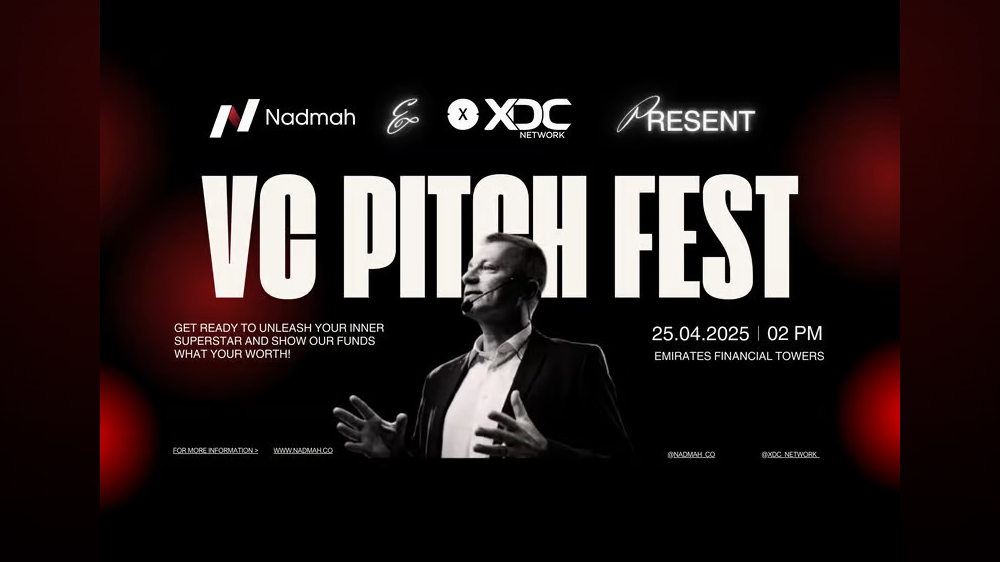 Nadmah & X XDC NETWORK PRESENT
VC PITCH FEST
GET READY TO UNLEASH YOUR INNER
SUPERSTAR AND SHOW OUR FUNDS
WHAT YOUR WORTH!
25.04.2025 | 02 PM
EMIRATES FINANCIAL TOWERS
FOR MORE INFORMATION > WWW.NADMAH.CO
@NADMAH_CO @XDC_NETWORK_